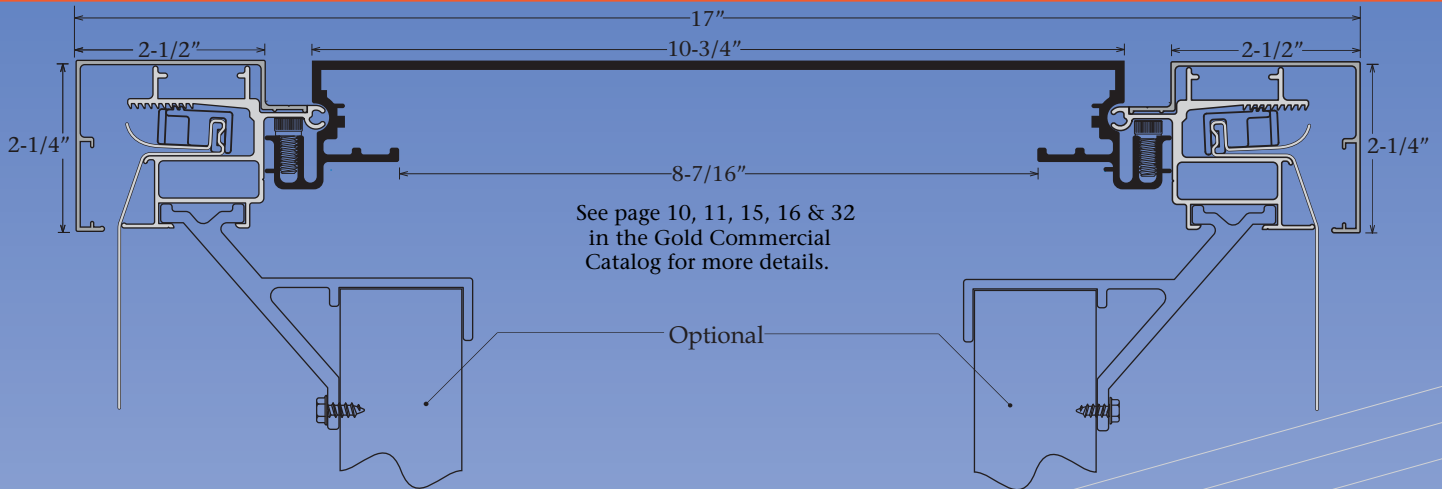 17”
2-1/2” 10-3/4” 2-1/2”
2-1/4” 2-1/4”
8-7/16”
See page 10, 11, 15, 16 & 32
in the Gold Commercial
Catalog for more details.
Optional